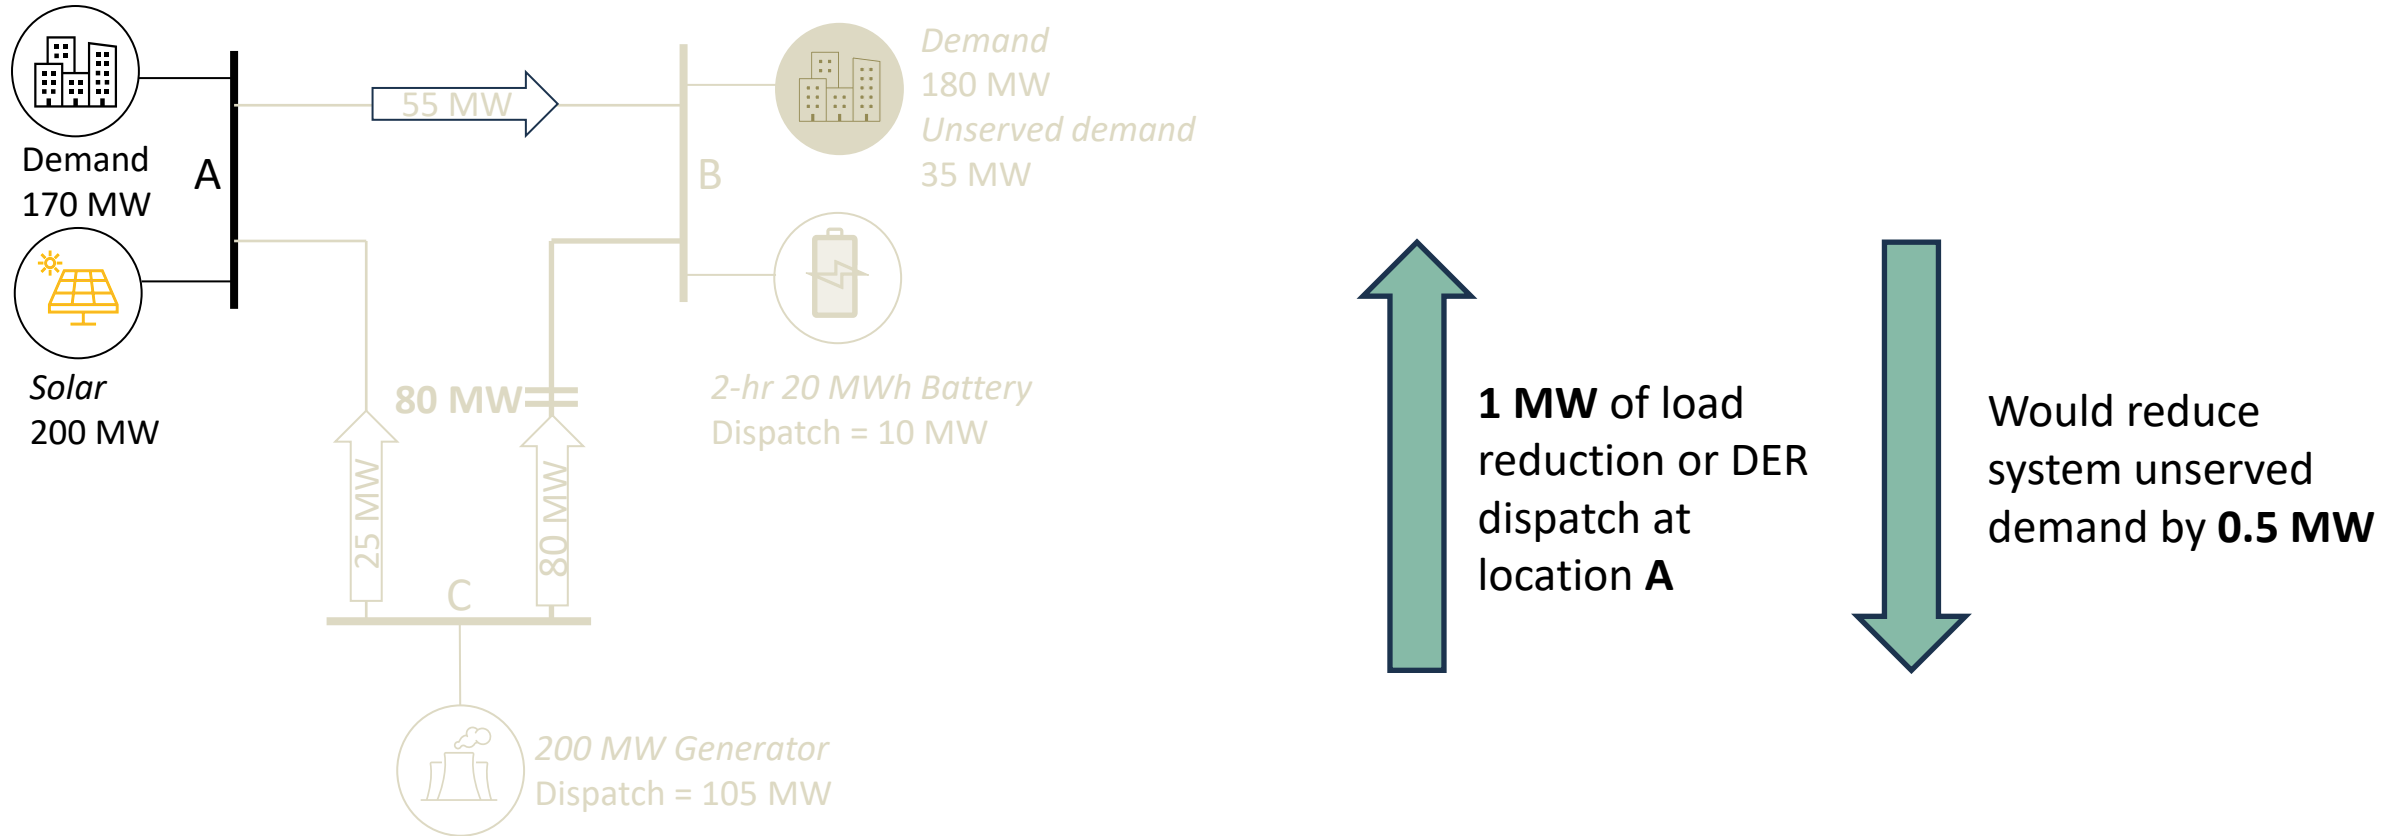 Demand
170 MW
A
Solar
200 MW
55 MW
B
Demand
180 MW
Unserved demand
35 MW
80 MW
25 MW
80 MW
2-hr 20 MWh Battery
Dispatch = 10 MW
C
200 MW Generator
Dispatch = 105 MW
1 MW of load
reduction or DER
dispatch at
location A
Would reduce
system unserved
demand by 0.5 MW